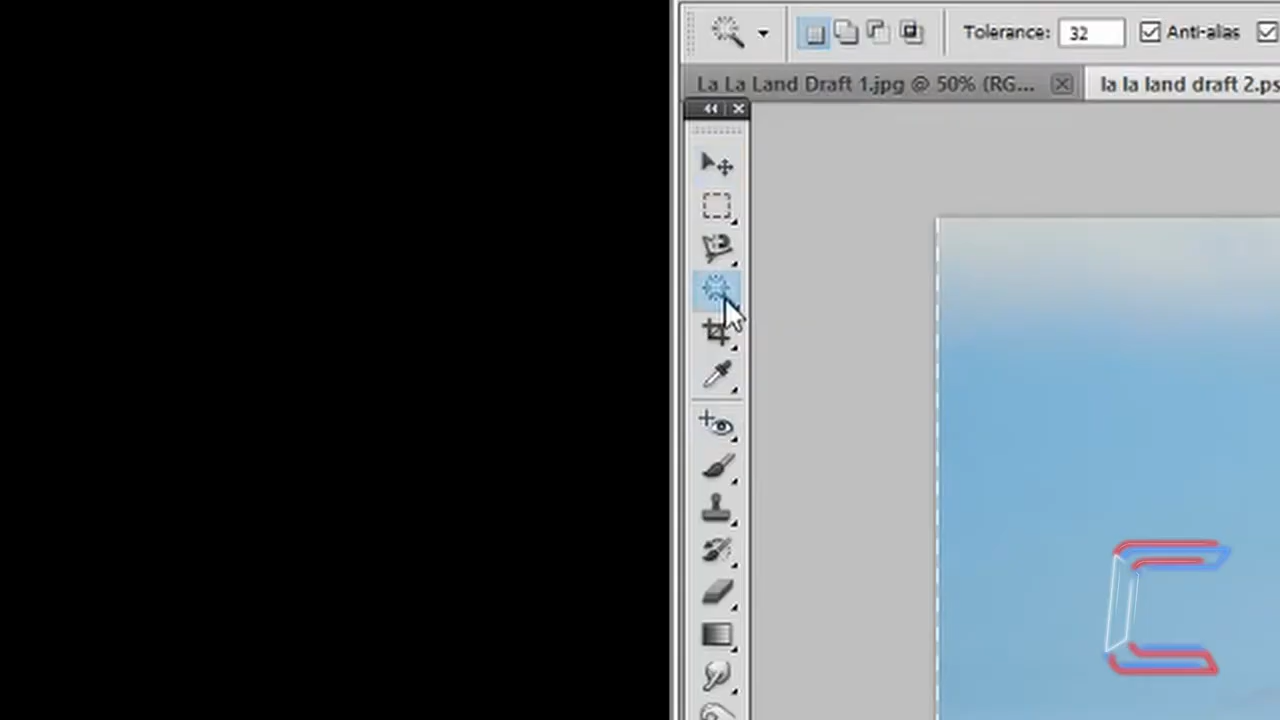 Tolerance: 32 Anti-alias
La La Land Draft 1.jpg @ 50% (RG... la la land draft 2.ps